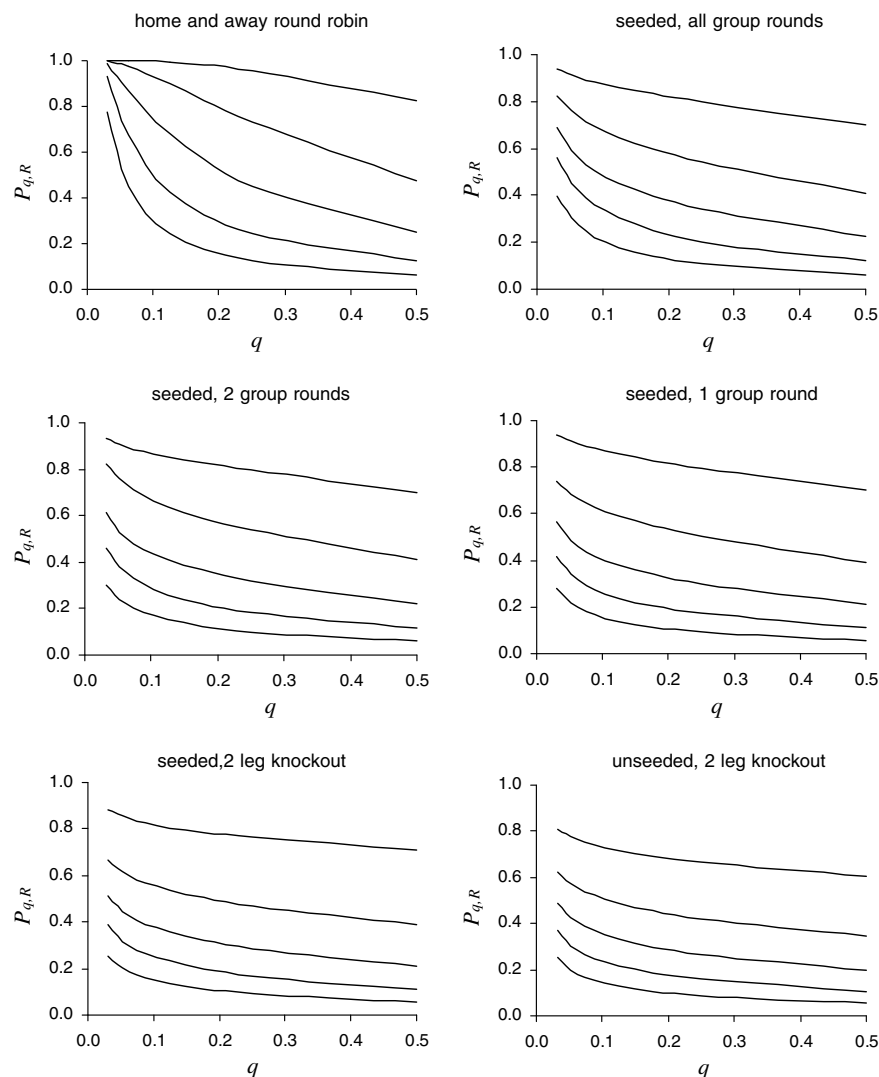 home and away round robin
1.0
0.8
0.6
0.4
0.2
0.0
P_{q,R}
0.0 0.1 0.2 0.3 0.4 0.5
q
seeded, all group rounds
1.0
0.8
0.6
0.4
0.2
0.0
P_{q,R}
0.0 0.1 0.2 0.3 0.4 0.5
q
seeded, 2 group rounds
1.0
0.8
0.6
0.4
0.2
0.0
P_{q,R}
0.0 0.1 0.2 0.3 0.4 0.5
q
seeded, 1 group round
1.0
0.8
0.6
0.4
0.2
0.0
P_{q,R}
0.0 0.1 0.2 0.3 0.4 0.5
q
seeded,2 leg knockout
1.0
0.8
0.6
0.4
0.2
0.0
P_{q,R}
0.0 0.1 0.2 0.3 0.4 0.5
q
unseeded, 2 leg knockout
1.0
0.8
0.6
0.4
0.2
0.0
P_{q,R}
0.0 0.1 0.2 0.3 0.4 0.5
q